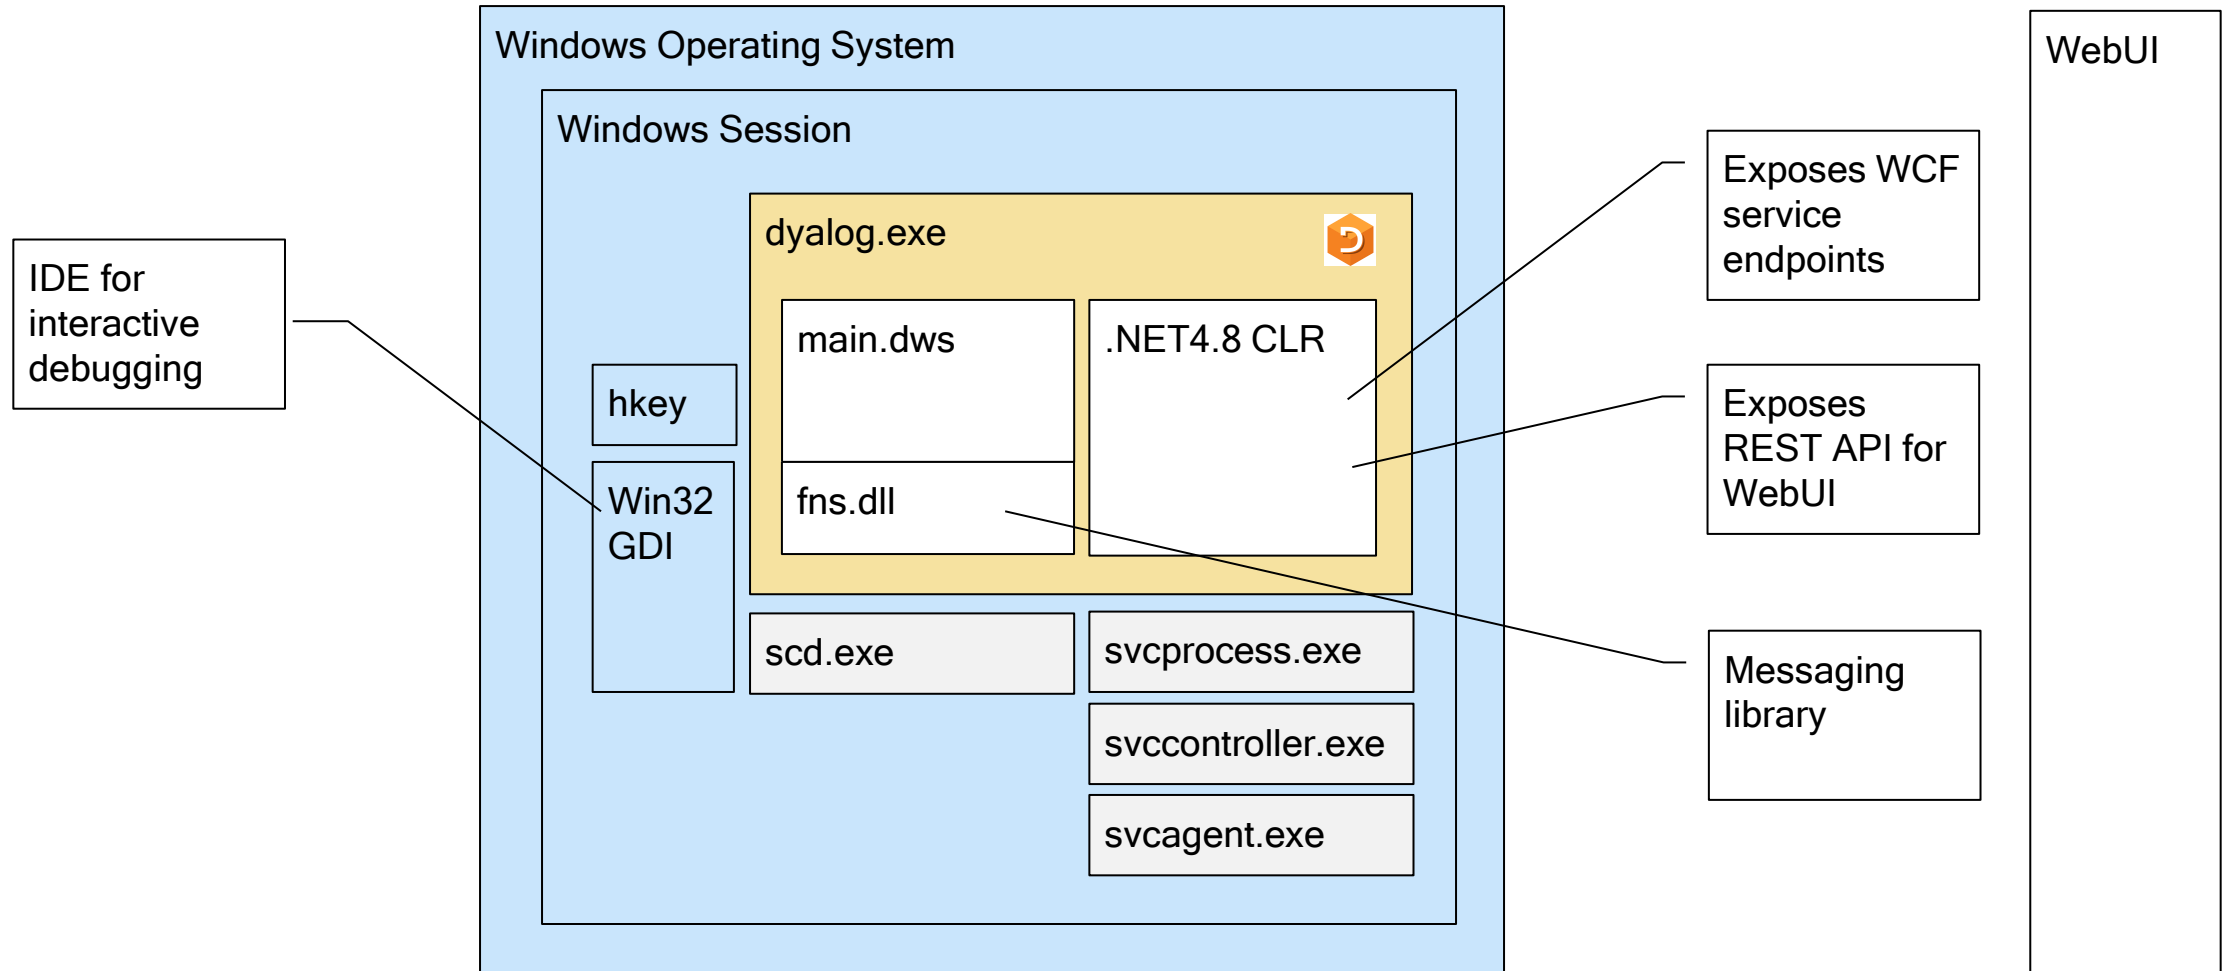 Windows Operating System
WebUI
Windows Session
Exposes WCF
service
endpoints
dyalog.exe
IDE for
interactive
debugging
main.dws
.NET4.8 CLR
hkey
Exposes
REST API for
WebUI
Win32
GDI
fns.dll
scd.exe
svcprocess.exe
Messaging
library
svccontroller.exe
svcagent.exe